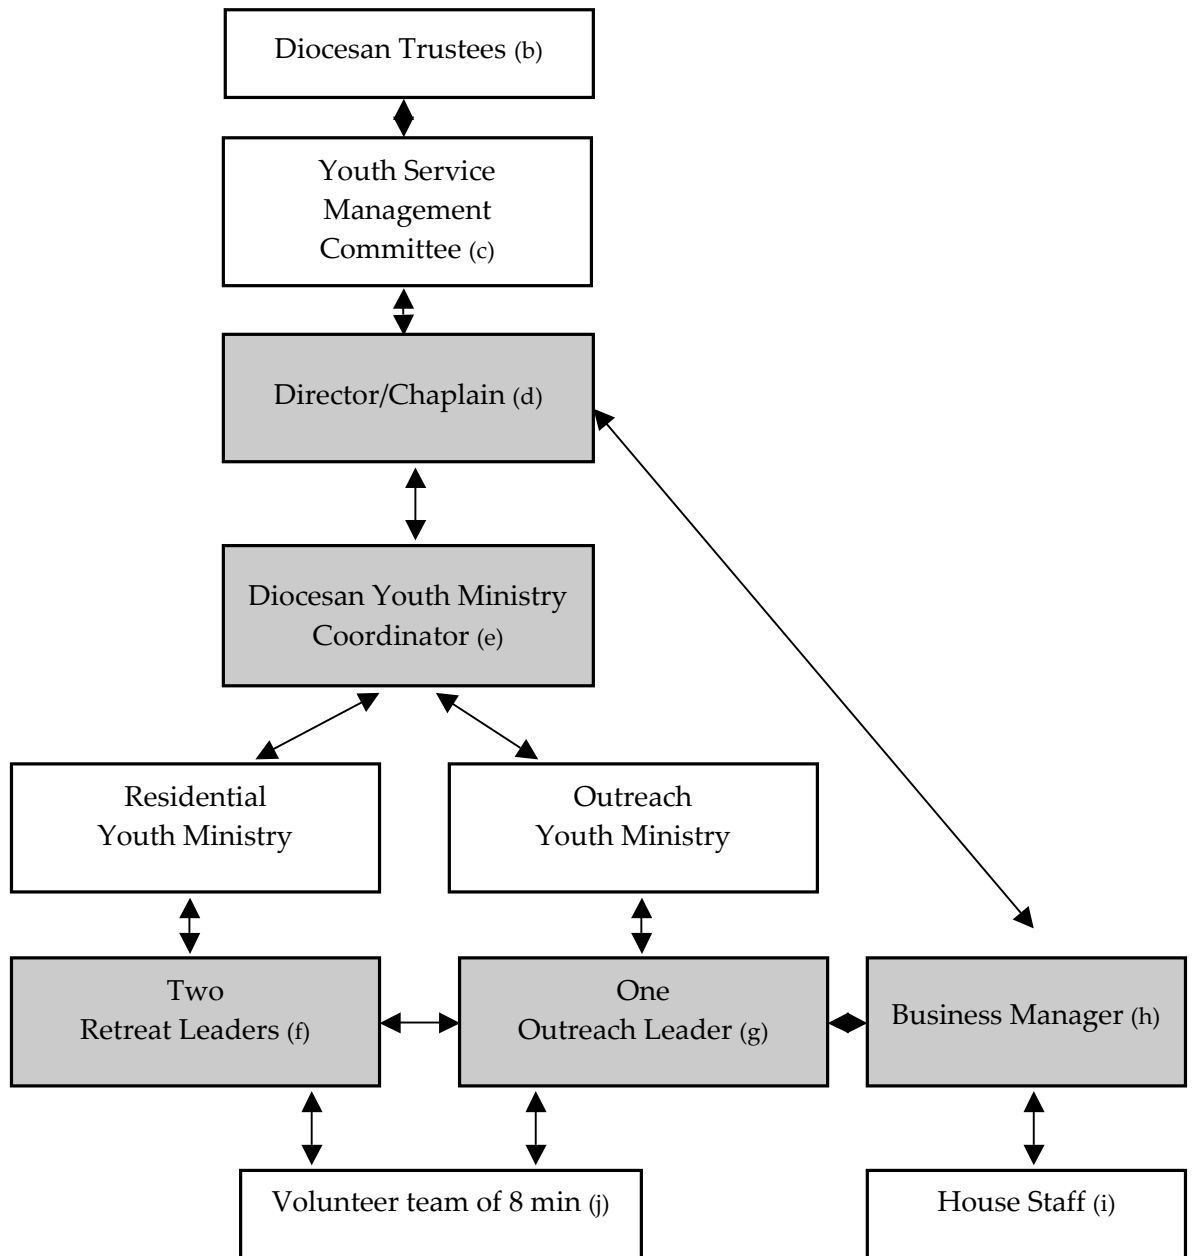 Diocesan Trustees (b)
Youth Service
Management
Committee (c)
Director/Chaplain (d)
Diocesan Youth Ministry
Coordinator (e)
Residential
Youth Ministry
Outreach
Youth Ministry
Two
Retreat Leaders (f)
One
Outreach Leader (g)
Business Manager (h)
Volunteer team of 8 min (j)
House Staff (i)